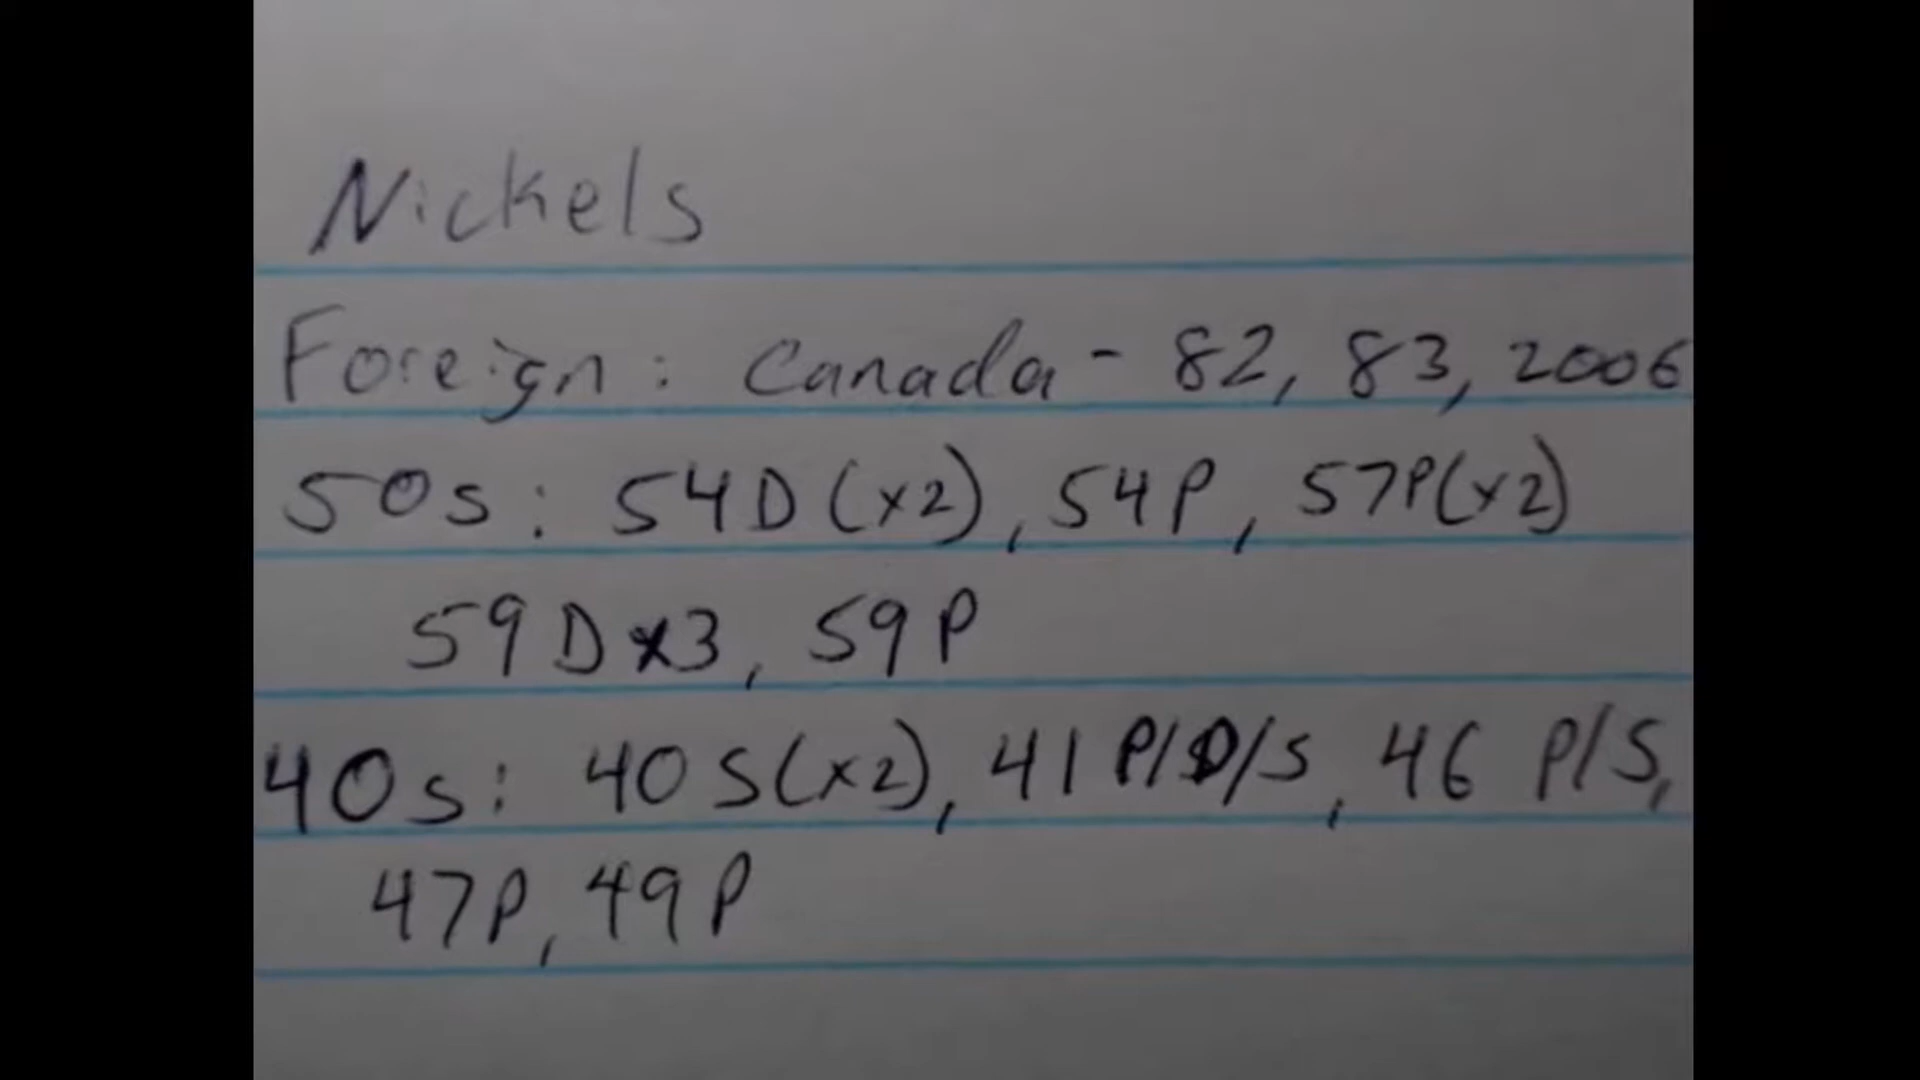 Nickels
Foreign: Canada - 82, 83, 2006
50s: 54D (x2), 54P, 57P(x2)
59D x3, 59P
40s: 40S(x2), 41 P/D/S, 46 P/S,
47P, 49P